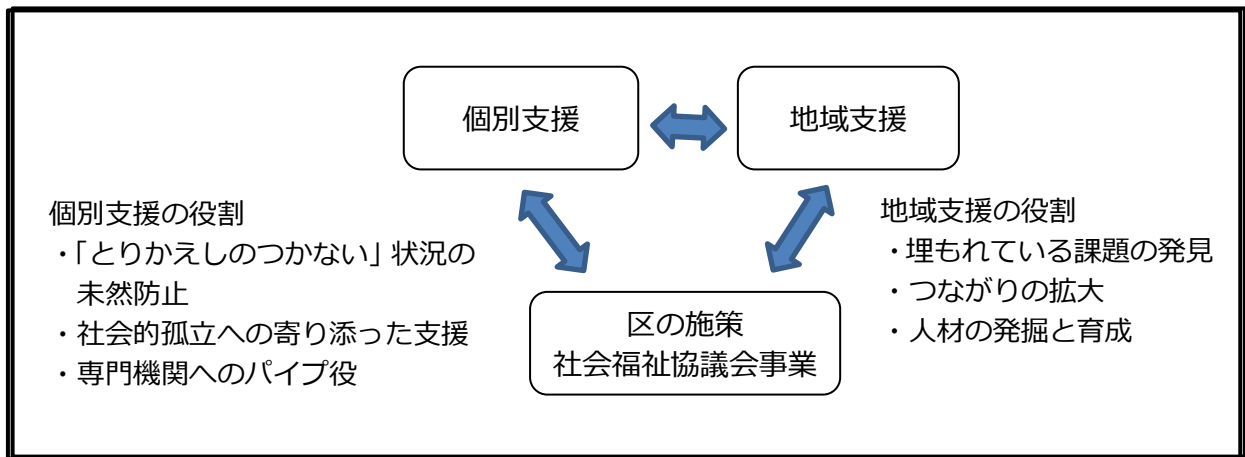 個別支援
地域支援
個別支援の役割
・「とりかえしのつかない」状況の
未然防止
・社会的孤立への寄り添った支援
・専門機関へのパイプ役
地域支援の役割
・埋もれている課題の発見
・つながりの拡大
・人材の発掘と育成
区の施策
社会福祉協議会事業